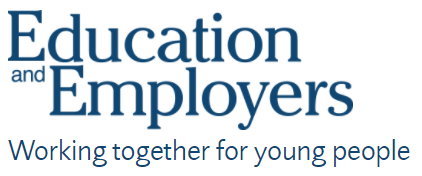 Education
and Employers
Working together for young people